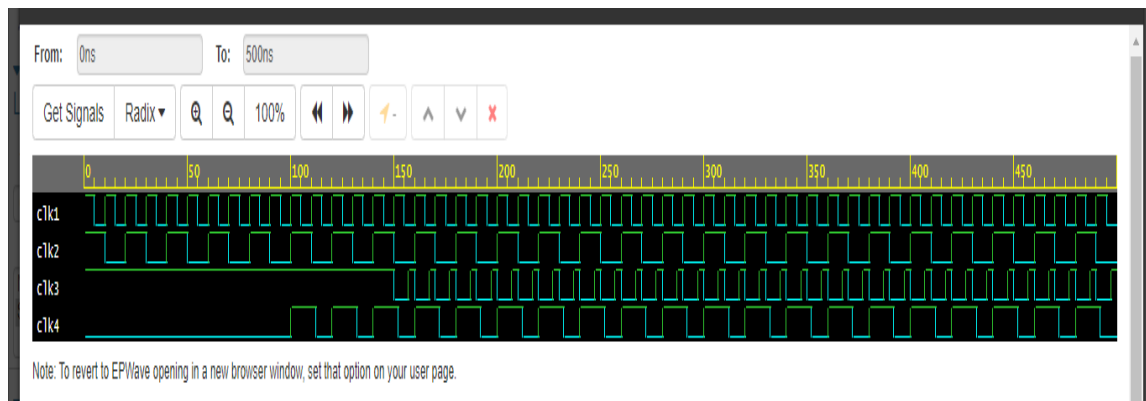 From: 0ns To: 500ns
Get Signals Radix 100%
0 50 100 150 200 250 300 350 400 450
clk1
clk2
clk3
clk4
Note: To revert to EPWave opening in a new browser window, set that option on your user page.